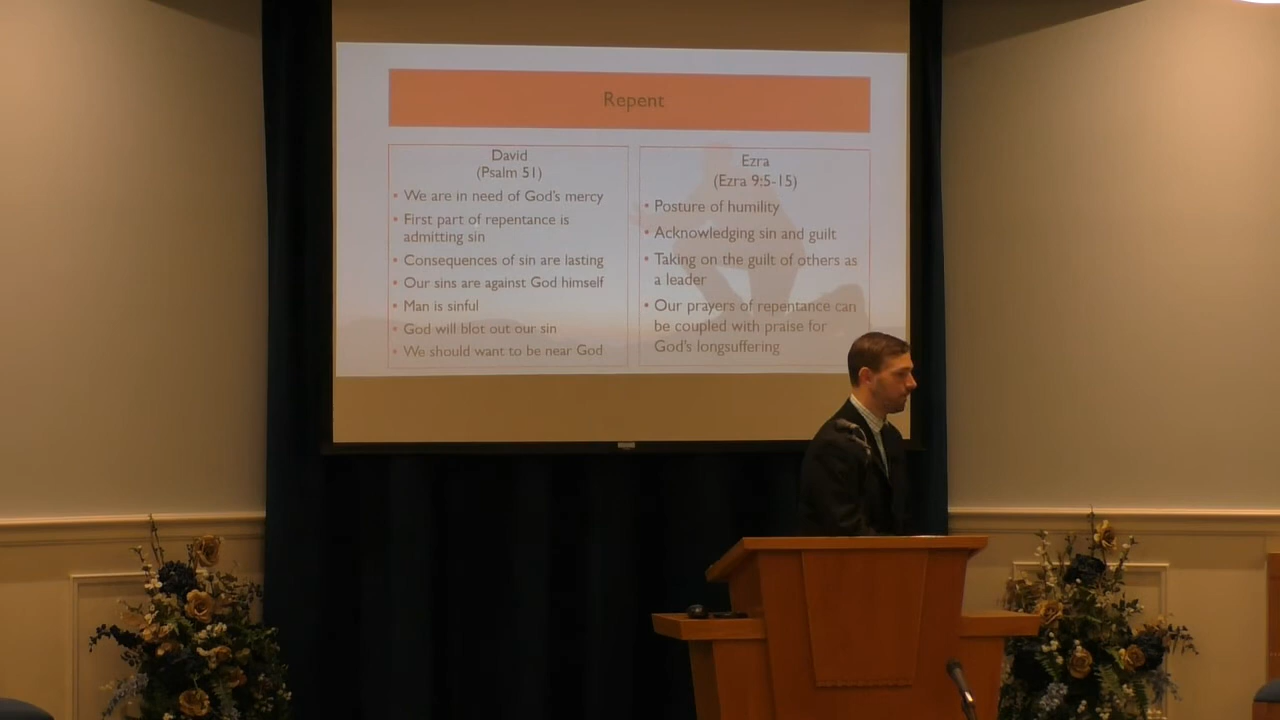 Repent
David
(Psalm 51)
• We are in need of God's mercy
• First part of repentance is
admitting sin
• Consequences of sin are lasting
• Our sins are against God himself
• Man is sinful
• God will blot out our sin
• We should want to be near God
Ezra
(Ezra 9:5-15)
• Posture of humility
• Acknowledging sin and guilt
• Taking on the guilt of others as
a leader
• Our prayers of repentance can
be coupled with praise for
God's longsuffering